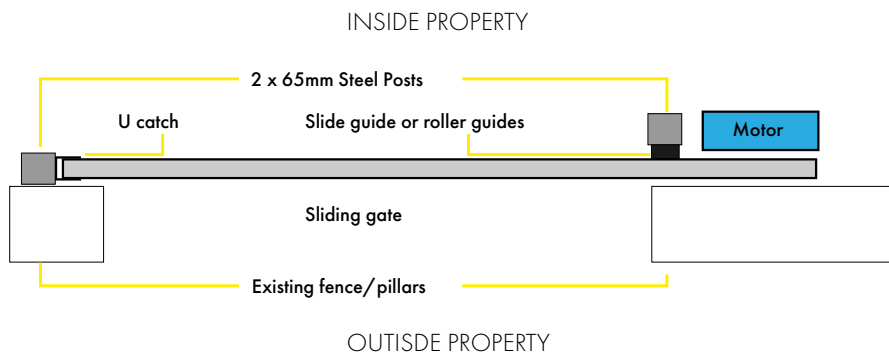 INSIDE PROPERTY
2 x 65mm Steel Posts
U catch
Slide guide or roller guides
Motor
Sliding gate
Existing fence/pillars
OUTISDE PROPERTY